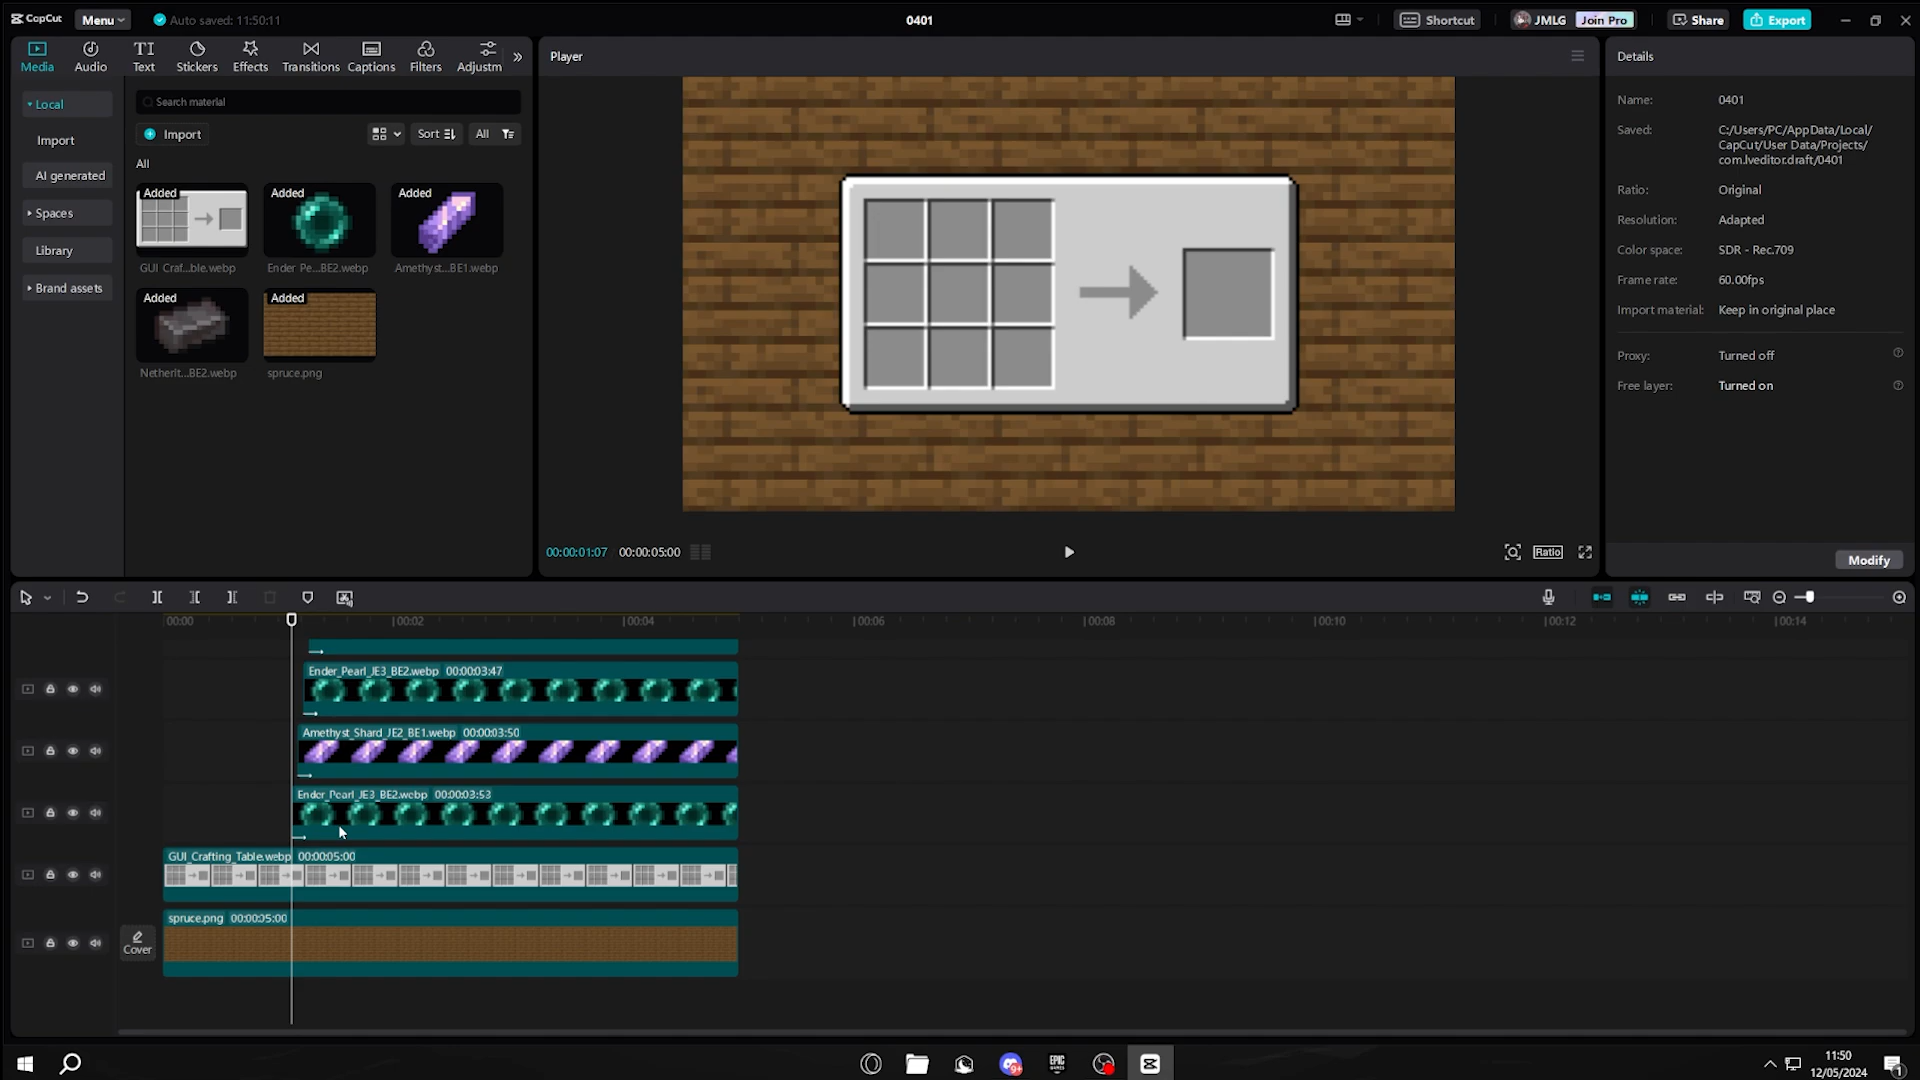 CapCut
Menu
Auto saved: 11:50:11
0401
Shortcut
JMLG
Join Pro
Share
Export
Media
Audio
Text
Stickers
Effects
Transitions
Captions
Filters
Adjustm
Local
Import
AI generated
Spaces
Library
Brand assets
Search material
Import
Sort
All
All
Added
GUI Craf...ble.webp
Added
Ender Pe...BE2.webp
Added
Amethyst...BE1.webp
Added
Netherit...BE2.webp
Added
spruce.png
Player
00:00:01:07 00:00:05:00
Ratio
Details
Name: 0401
Saved: C:/Users/PC/AppData/Local/
CapCut/User Data/Projects/
com.lveditor.draft/0401
Ratio: Original
Resolution: Adapted
Color space: SDR - Rec.709
Frame rate: 60.00fps
Import material: Keep in original place
Proxy: Turned off
Free layer: Turned on
Modify
00:00 |00:02 |00:04 |00:06 |00:08 |00:10 |00:12 |00:14
Ender_Pearl_JE3_BE2.webp 00:00:03:47
Amethyst_Shard_JE2_BE1.webp 00:00:03:50
Ender_Pearl_JE3_BE2.webp 00:00:03:53
GUI_Crafting_Table.webp 00:00:05:00
spruce.png 00:00:05:00
Cover
EPIC
GAMES
9+
11:50
12/05/2024
1